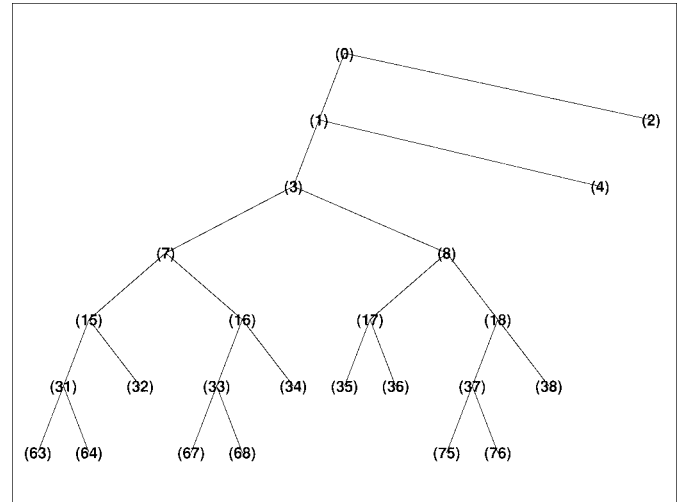 (0)
(1) (2)
(3) (4)
(7) (8)
(15) (16) (17) (18)
(31) (32) (33) (34) (35) (36) (37) (38)
(63) (64) (67) (68) (75) (76)